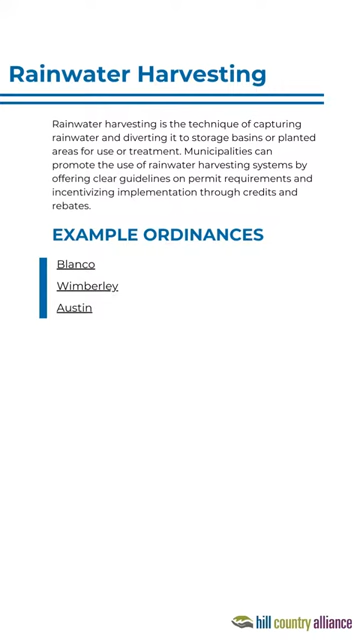 Rainwater Harvesting
Rainwater harvesting is the technique of capturing
rainwater and diverting it to storage basins or planted
areas for use or treatment. Municipalities can
promote the use of rainwater harvesting systems by
offering clear guidelines on permit requirements and
incentivizing implementation through credits and
rebates.
EXAMPLE ORDINANCES
Blanco
Wimberley
Austin
hill country alliance